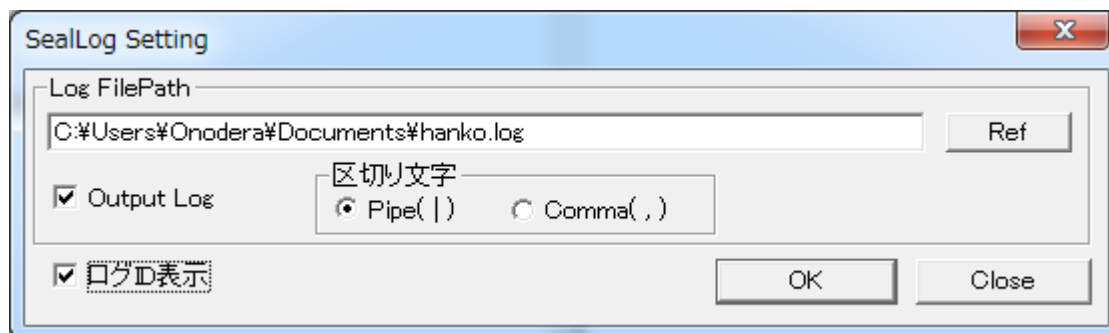 SealLog Setting
Log FilePath
C:¥Users¥Onodera¥Documents¥hanko.log
Ref
Output Log
区切り文字
Pipe( | )
Comma( , )
ログID表示
OK
Close